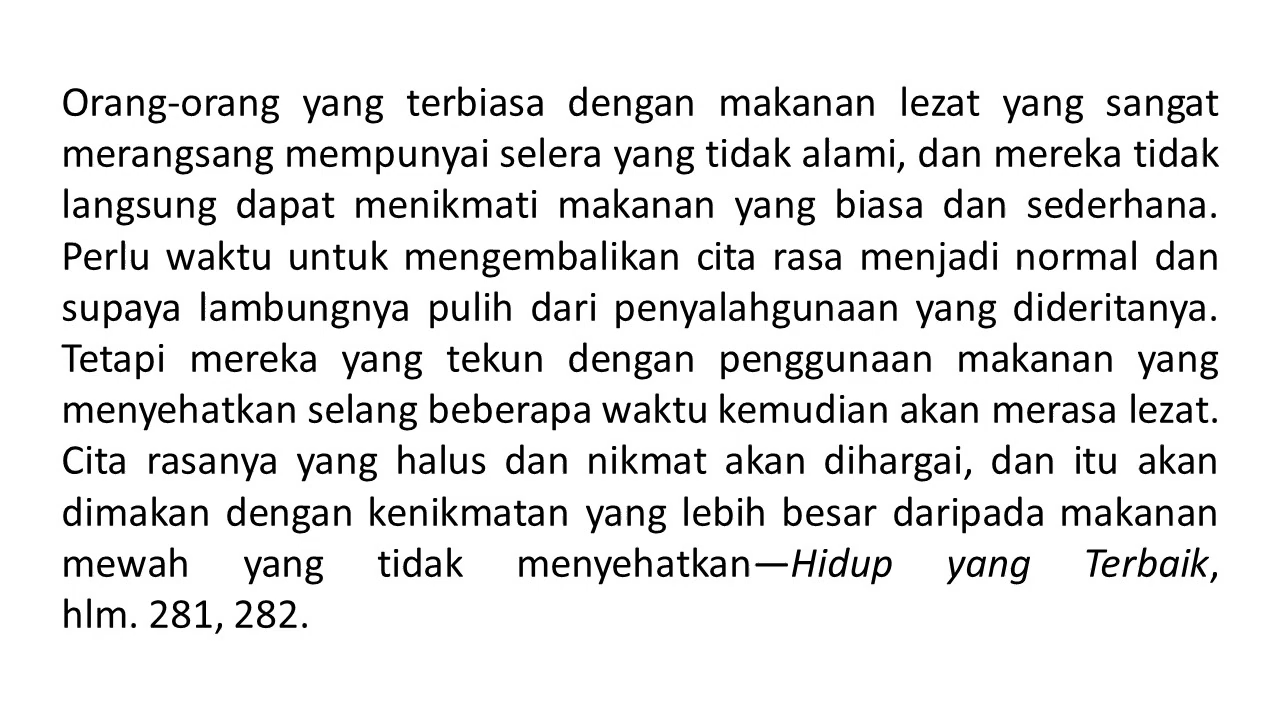 Orang-orang yang terbiasa dengan makanan lezat yang sangat
merangsang mempunyai selera yang tidak alami, dan mereka tidak
langsung dapat menikmati makanan yang biasa dan sederhana.
Perlu waktu untuk mengembalikan cita rasa menjadi normal dan
supaya lambungnya pulih dari penyalahgunaan yang dideritanya.
Tetapi mereka yang tekun dengan penggunaan makanan yang
menyehatkan selang beberapa waktu kemudian akan merasa lezat.
Cita rasanya yang halus dan nikmat akan dihargai, dan itu akan
dimakan dengan kenikmatan yang lebih besar daripada makanan
mewah yang tidak menyehatkan—Hidup yang Terbaik,
hlm. 281, 282.